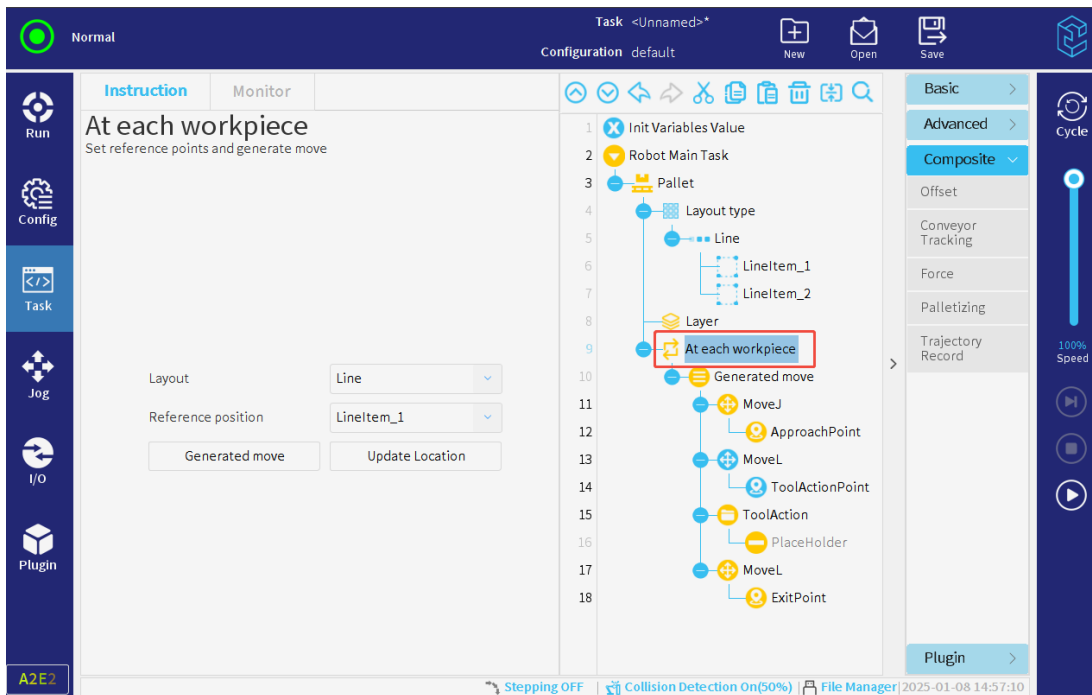 Normal
Task <Unnamed>*
Configuration default
New
Open
Save
Run
Config
Task
Jog
I/O
Plugin
A2E2
Instruction
Monitor
At each workpiece
Set reference points and generate move
Layout
Line
Reference position
LineItem_1
Generated move
Update Location
1 Init Variables Value
2 Robot Main Task
3 Pallet
4 Layout type
5 Line
6 LineItem_1
7 LineItem_2
8 Layer
9 At each workpiece
10 Generated move
11 MoveJ
12 ApproachPoint
13 MoveL
14 ToolActionPoint
15 ToolAction
16 PlaceHolder
17 MoveL
18 ExitPoint
Basic
Advanced
Composite
Offset
Conveyor
Tracking
Force
Palletizing
Trajectory
Record
Plugin
Cycle
100%
Speed
Stepping OFF | Collision Detection On(50%) | File Manager | 2025-01-08 14:57:10